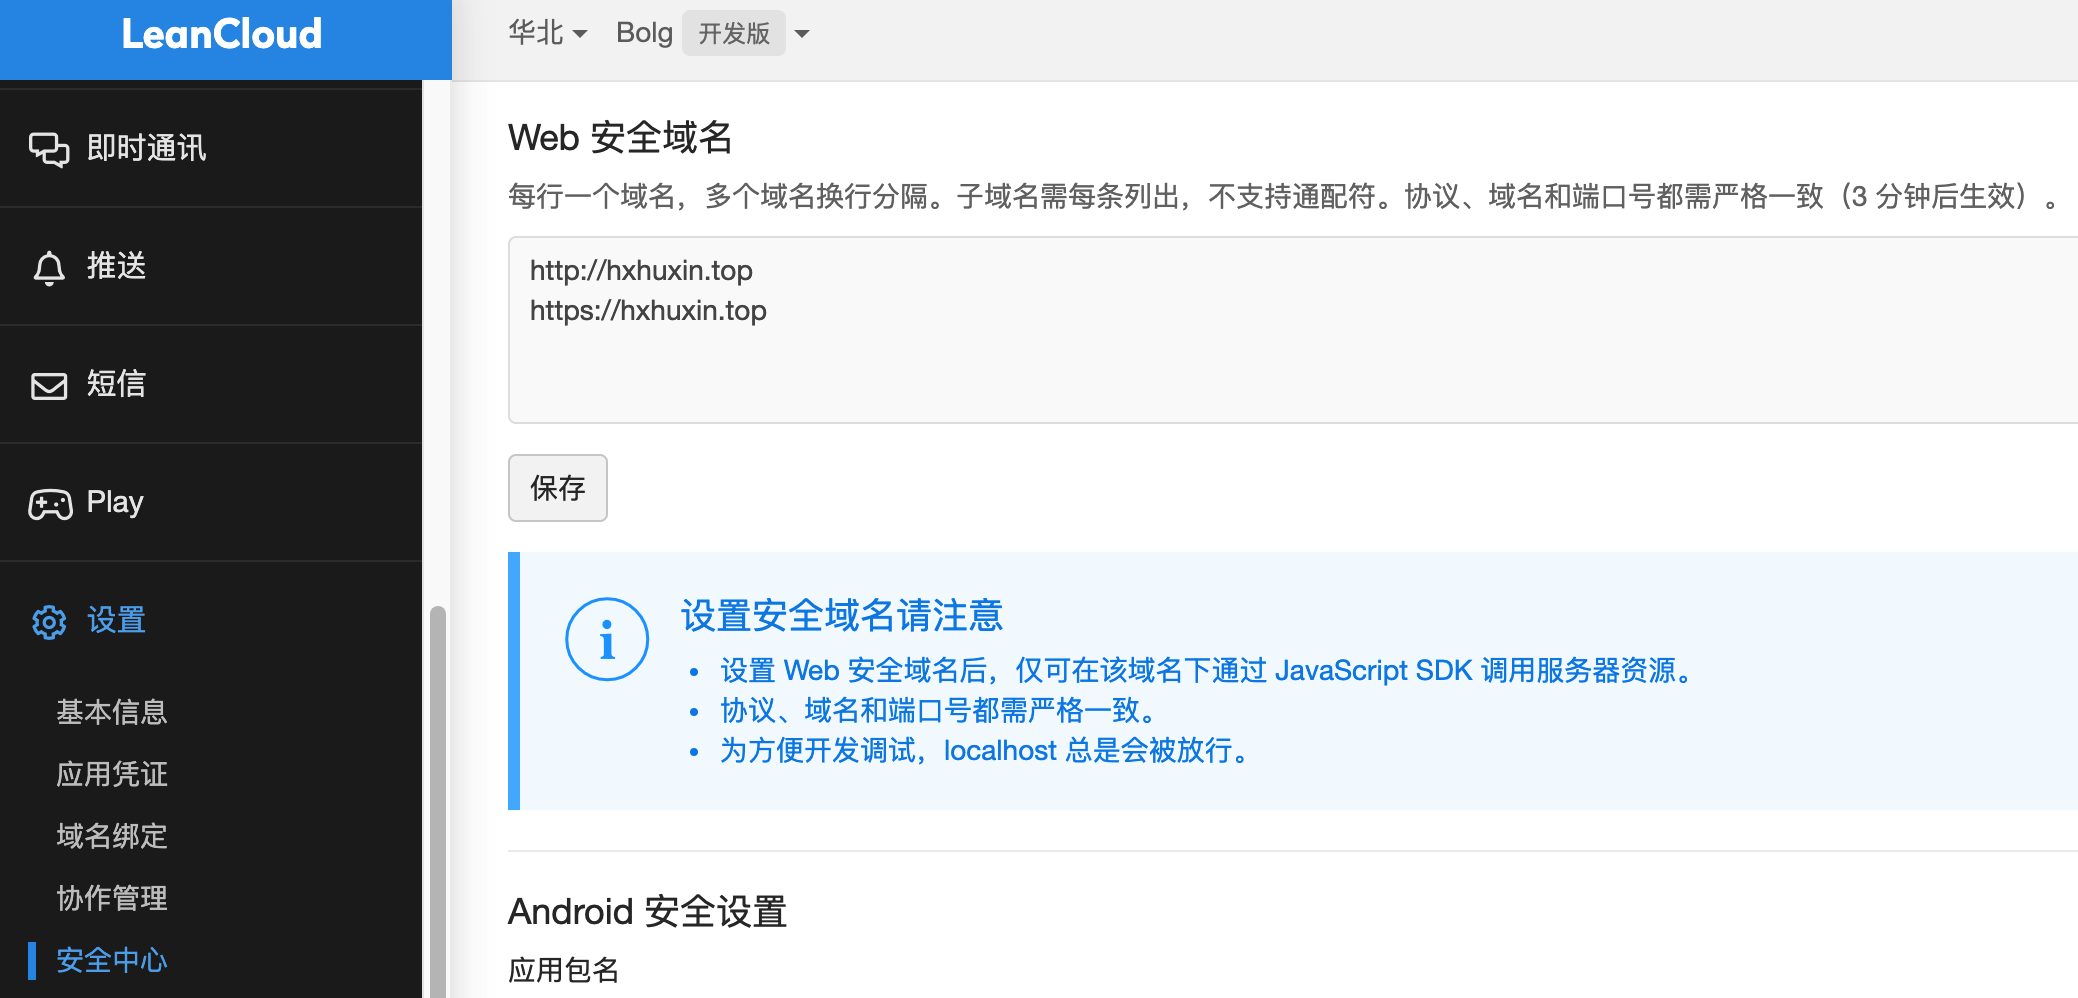 LeanCloud
华北
Bolg 开发版
即时通讯
推送
短信
Play
设置
基本信息
应用凭证
域名绑定
协作管理
安全中心
Web 安全域名
每行一个域名，多个域名换行分隔。子域名需每条列出，不支持通配符。协议、域名和端口号都需严格一致（3 分钟后生效）。
http://hxhuxin.top
https://hxhuxin.top
保存
设置安全域名请注意
设置 Web 安全域名后，仅可在该域名下通过 JavaScript SDK 调用服务器资源。
协议、域名和端口号都需严格一致。
为方便开发调试，localhost 总是会被放行。
Android 安全设置
应用包名